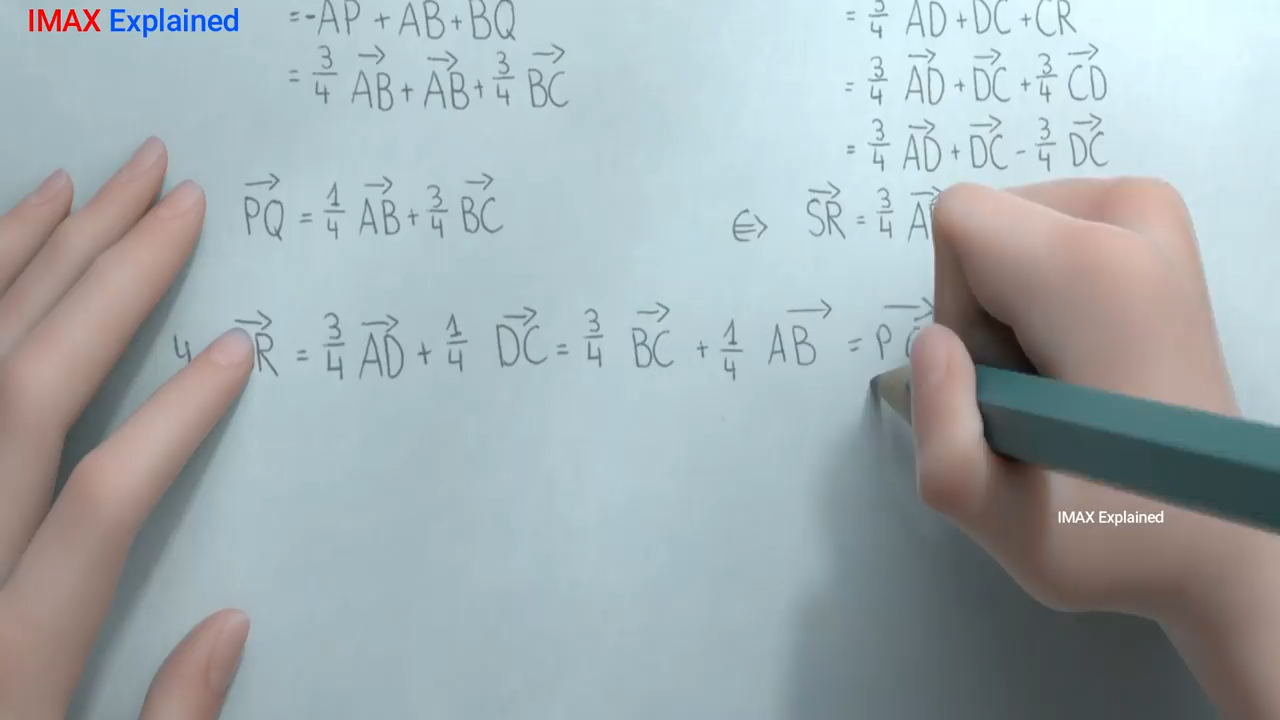 IMAX Explained
=-AP + AB + BQ
= 3/4 AB + AB + 3/4 BC
PQ = 1/4 AB + 3/4 BC
= 3/4 AD + DC + CR
= 3/4 AD + DC + 3/4 CD
= 3/4 AD + DC - 3/4 DC
⇔ SR = 3/4 A
4 R = 3/4 AD + 1/4 DC = 3/4 BC + 1/4 AB = P
IMAX Explained